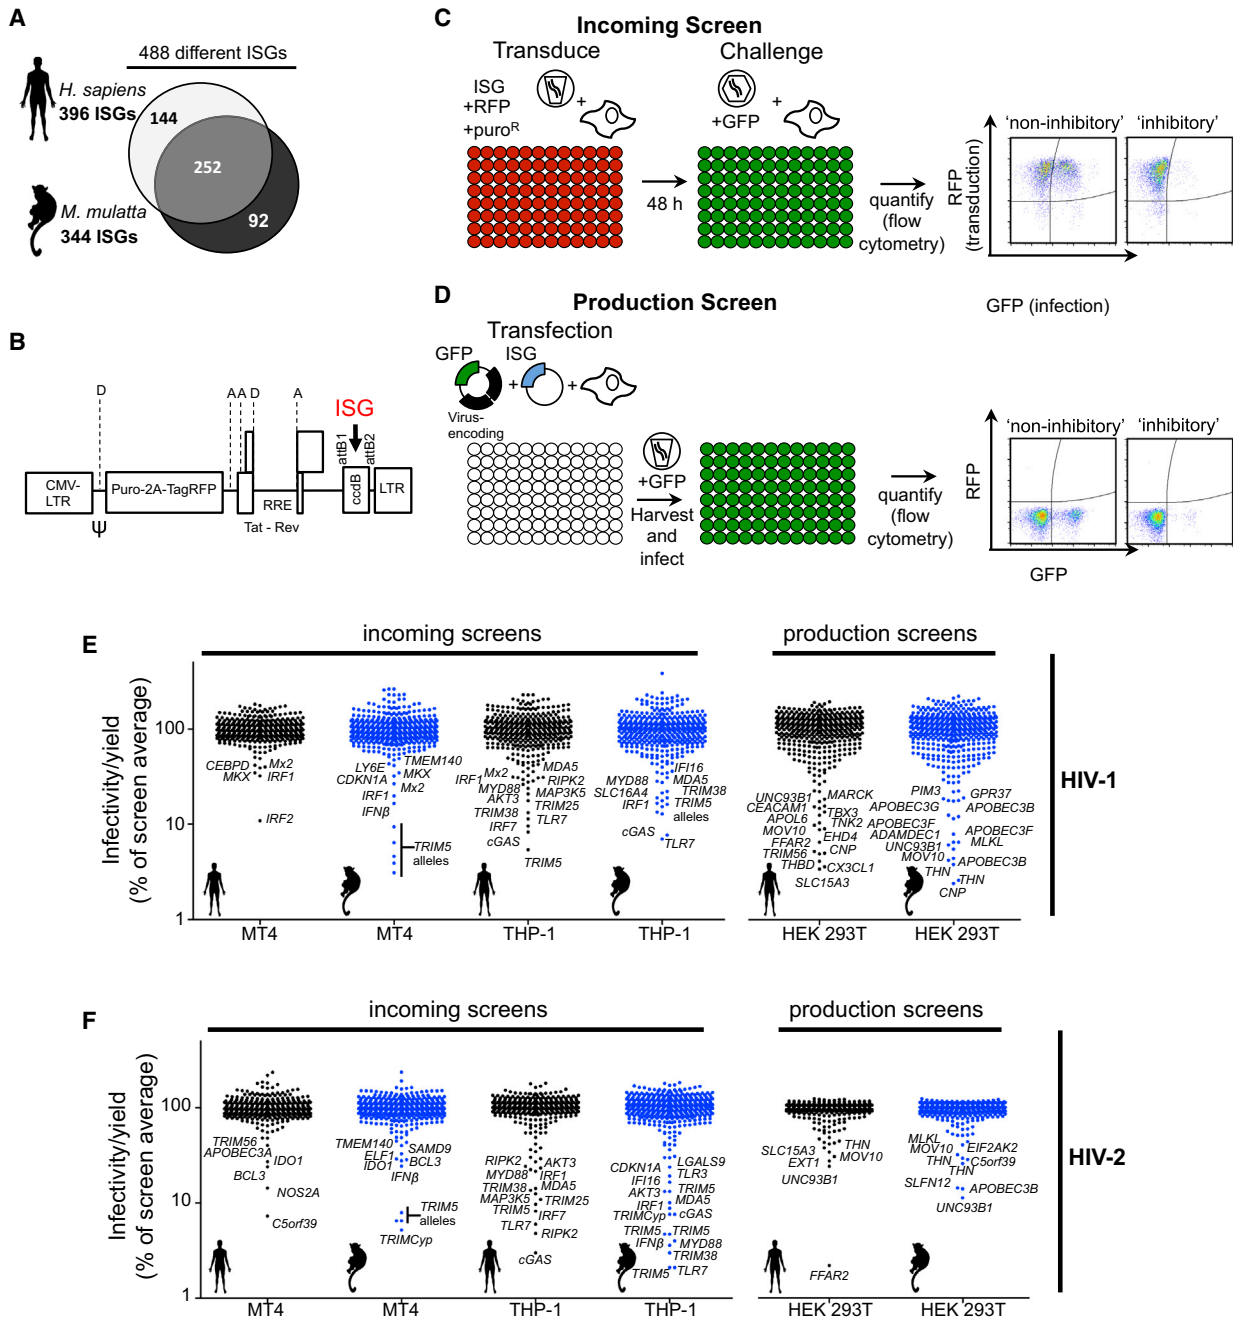 A
488 different ISGs
H. sapiens
396 ISGs
144
252
M. mulatta
344 ISGs
92
B
D
A A D
A
ISG
attB1
attB2
CMV-
LTR
Puro-2A-TagRFP
RRE
ccdB
LTR
Ψ
Tat - Rev
C
Incoming Screen
Transduce
Challenge
ISG
+RFP
+puroR
+
+GFP
+
48 h
quantify
(flow
cytometry)
'non-inhibitory'
'inhibitory'
RFP
(transduction)
GFP (infection)
D
Production Screen
Transfection
GFP
ISG
+
+
Virus-
encoding
+GFP
Harvest
and
infect
quantify
(flow
cytometry)
'non-inhibitory'
'inhibitory'
RFP
GFP
E
incoming screens
production screens
HIV-1
Infectivity/yield
(% of screen average)
100
10
1
CEBPD
Mx2
MKX
IRF1
IRF2
MT4
LY6E
TMEM140
CDKN1A
MKX
Mx2
IRF1
IFNβ
TRIM5
alleles
MT4
IRF1
Mx2
MDA5
MYD88
RIPK2
AKT3
MAP3K5
TRIM38
TRIM25
IRF7
TLR7
cGAS
TRIM5
THP-1
IFI16
MYD88
MDA5
SLC16A4
TRIM38
IRF1
TRIM5
alleles
cGAS
TLR7
THP-1
UNC93B1
MARCK
CEACAM1
TBX3
APOL6
TNK2
MOV10
EHD4
FFAR2
CNP
TRIM56
THBD
CX3CL1
SLC15A3
HEK 293T
PIM3
GPR37
APOBEC3G
APOBEC3B
APOBEC3F
APOBEC3F
ADAMDEC1
MLKL
UNC93B1
MOV10
APOBEC3B
THN
THN
CNP
HEK 293T
F
incoming screens
production screens
HIV-2
Infectivity/yield
(% of screen average)
100
10
1
TRIM56
APOBEC3A
IDO1
BCL3
NOS2A
C5orf39
MT4
TMEM140
SAMD9
ELF1
BCL3
IDO1
IFNβ
TRIM5
alleles
TRIMCyp
MT4
RIPK2
AKT3
MYD88
IRF1
TRIM38
MDA5
MAP3K5
TRIM25
TRIM5
IRF7
TLR7
RIPK2
cGAS
THP-1
LGALS9
CDKN1A
TLR3
IFI16
TRIM5
AKT3
MDA5
IRF1
TRIMCyp
cGAS
TRIM5
TRIM5
IFNβ
MYD88
TRIM38
TRIM5
TLR7
THP-1
SLC15A3
THN
EXT1
MOV10
UNC93B1
FFAR2
HEK 293T
MLKL
EIF2AK2
MOV10
THN
C5orf39
THN
SLFN12
APOBEC3B
UNC93B1
HEK 293T